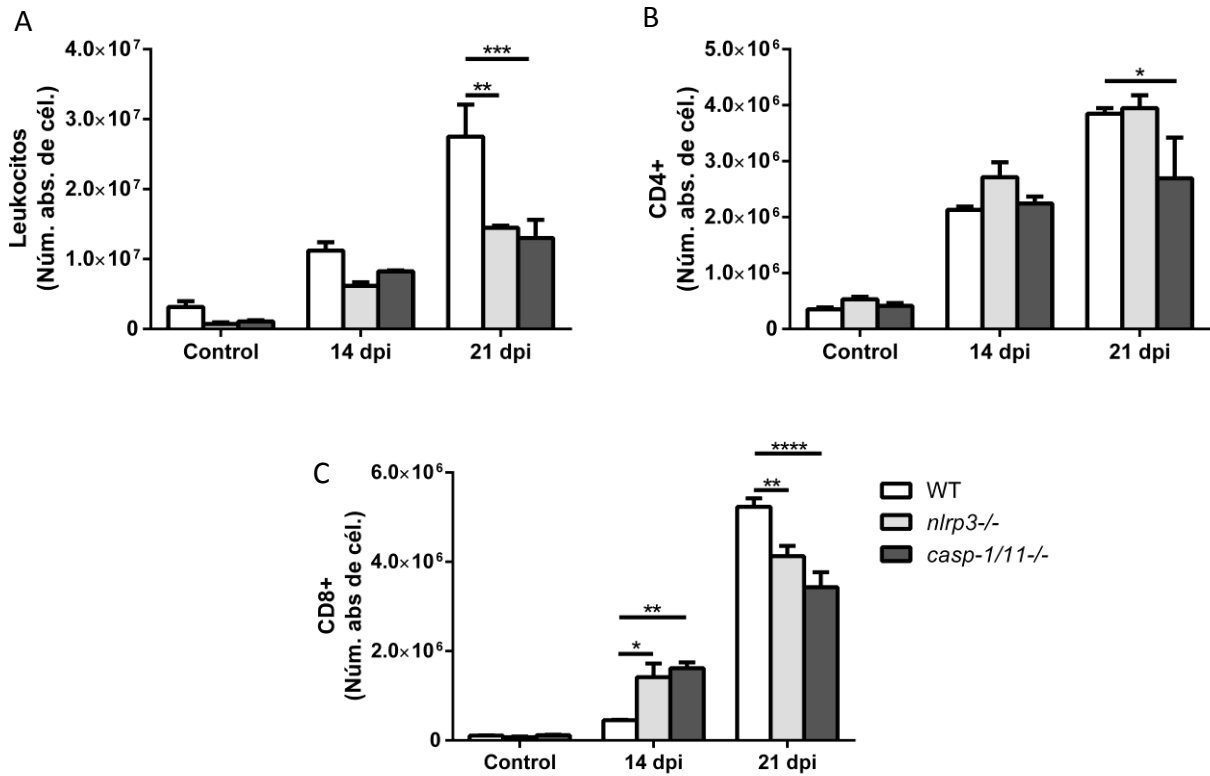 A
Leukocitos
(Núm. abs. de cél.)
4.0×10⁷
3.0×10⁷
2.0×10⁷
1.0×10⁷
0
***
**
Control
14 dpi
21 dpi
B
CD4+
(Núm. abs. de cél.)
5.0×10⁶
4.0×10⁶
3.0×10⁶
2.0×10⁶
1.0×10⁶
0
*
Control
14 dpi
21 dpi
C
CD8+
(Núm. abs de cél.)
6.0×10⁶
4.0×10⁶
2.0×10⁶
0
**
*
****
**
Control
14 dpi
21 dpi
WT
nlrp3-/-
casp-1/11-/-